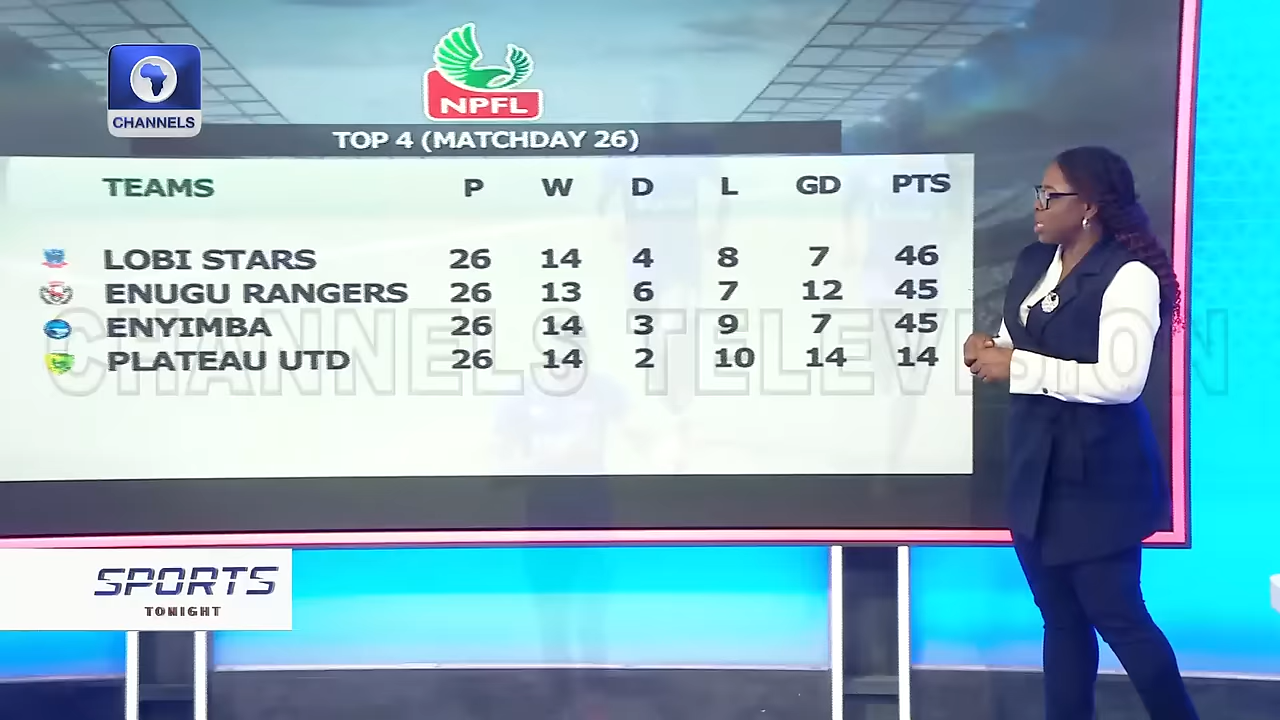 CHANNELS
NPFL
TOP 4 (MATCHDAY 26)
TEAMS P W D L GD PTS
LOBI STARS 26 14 4 8 7 46
ENUGU RANGERS 26 13 6 7 12 45
ENYIMBA 26 14 3 9 7 45
PLATEAU UTD 26 14 2 10 14 14
CHANNELS TELEVISION
SPORTS
TONIGHT